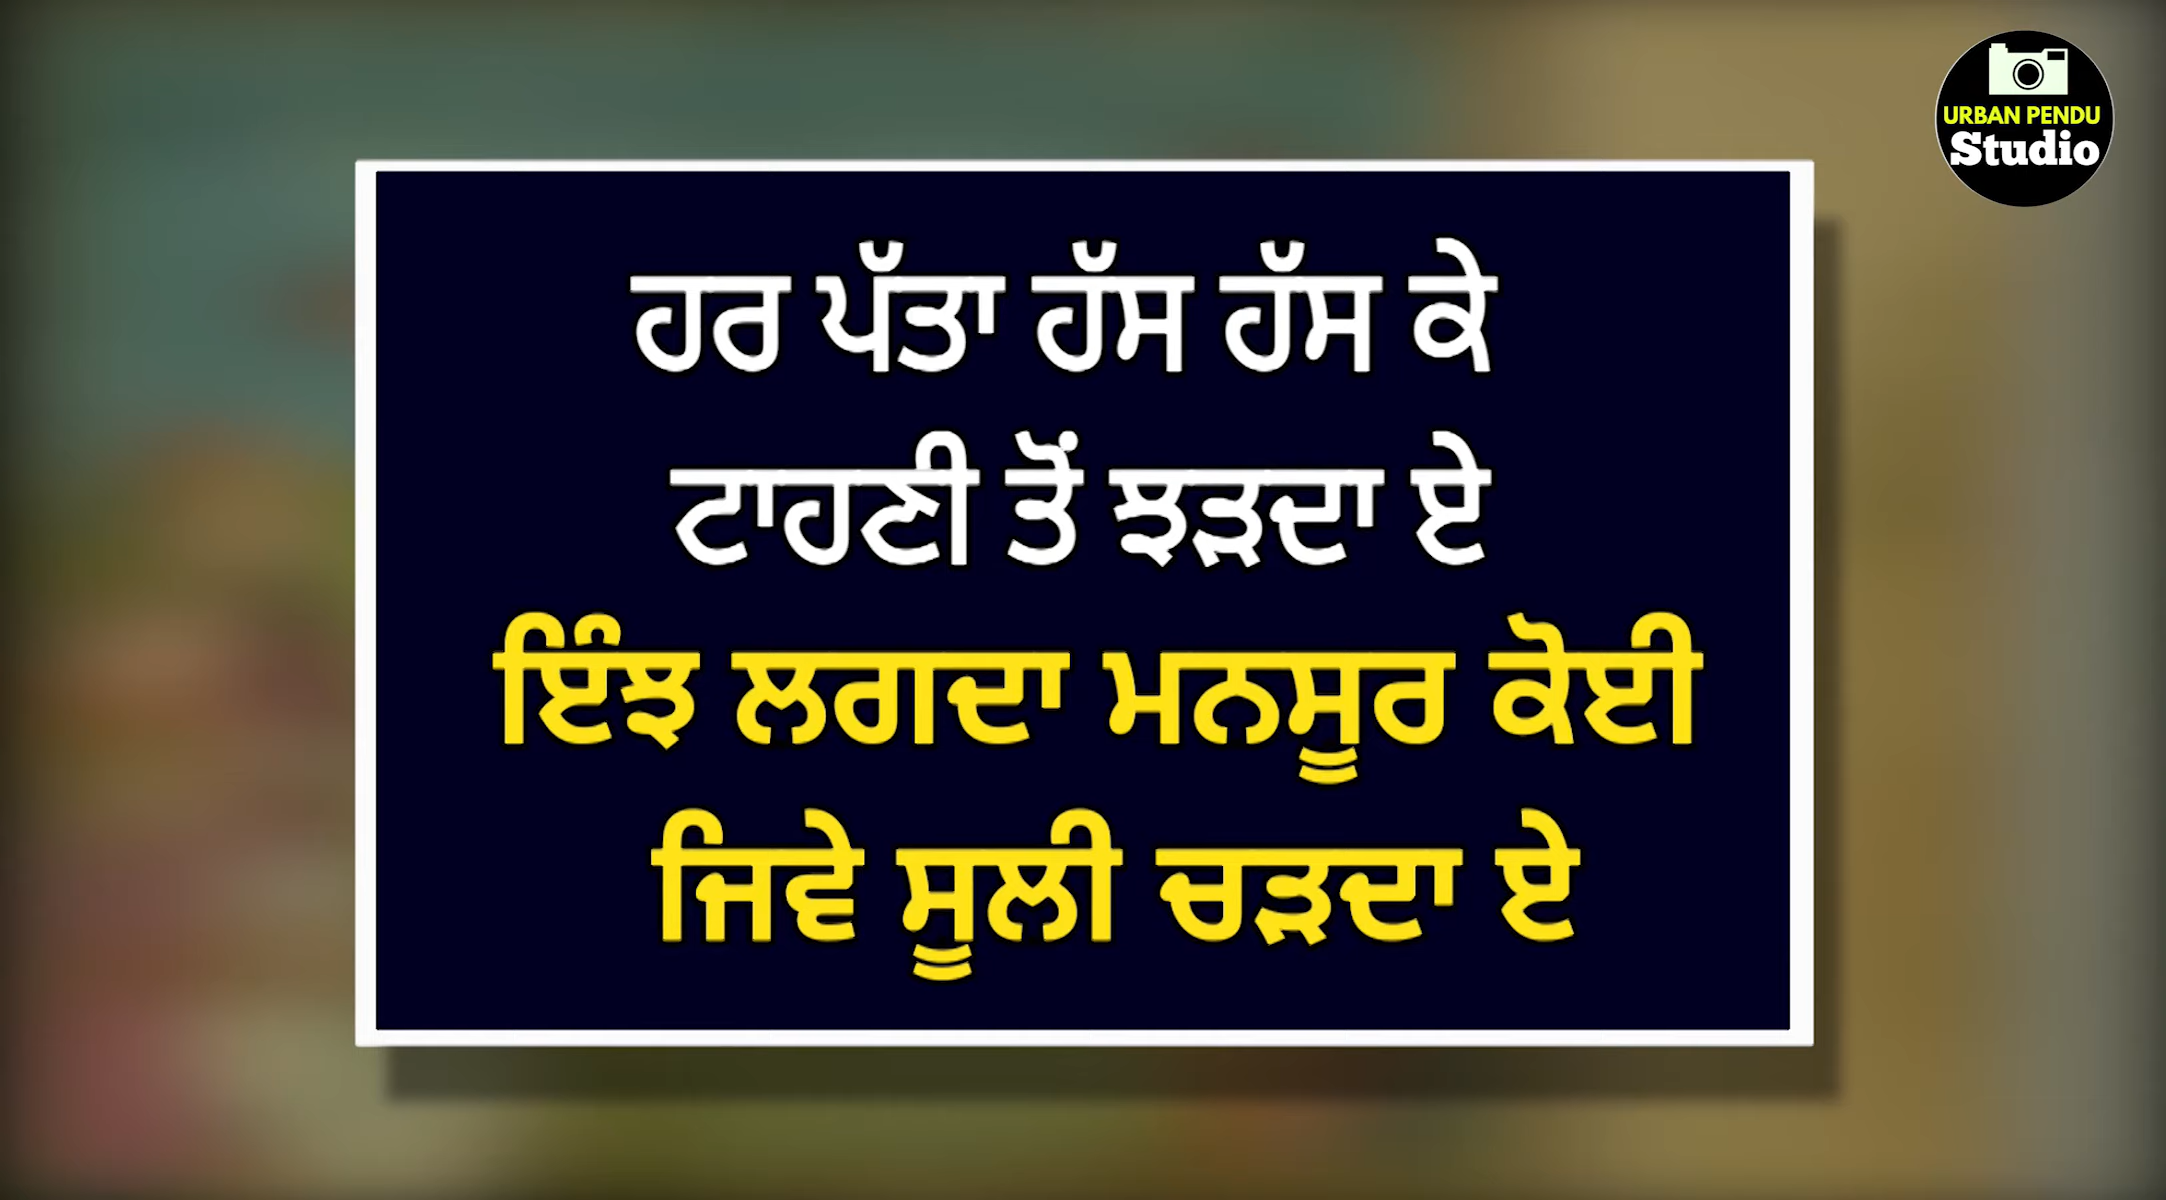 URBAN PENDU
Studio
ਹਰ ਪੱਤਾ ਹੱਸ ਹੱਸ ਕੇ
ਟਾਹਣੀ ਤੋਂ ਝੜਦਾ ਏ
ਇੰਝ ਲਗਦਾ ਮਨਸੂਰ ਕੋਈ
ਜਿਵੇ ਸੂਲੀ ਚੜਦਾ ਏ